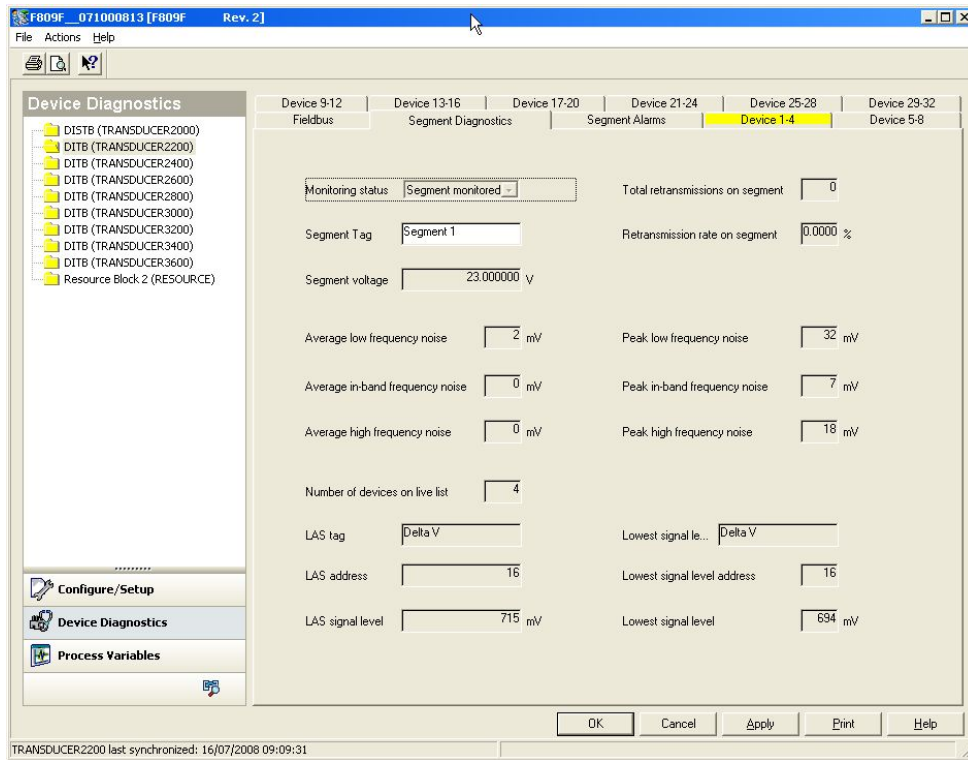 F809F__071000813 [F809F Rev. 2]
File Actions Help
Device Diagnostics
DISTB (TRANSDUCER2000)
DITB (TRANSDUCER2200)
DITB (TRANSDUCER2400)
DITB (TRANSDUCER2600)
DITB (TRANSDUCER2800)
DITB (TRANSDUCER3000)
DITB (TRANSDUCER3200)
DITB (TRANSDUCER3400)
DITB (TRANSDUCER3600)
Resource Block 2 (RESOURCE)
Configure/Setup
Device Diagnostics
Process Variables
Device 9-12 Device 13-16 Device 17-20 Device 21-24 Device 25-28 Device 29-32
Fieldbus Segment Diagnostics Segment Alarms Device 1-4 Device 5-8
Monitoring status Segment monitored Total retransmissions on segment 0
Segment Tag Segment 1 Retransmission rate on segment 0.0000 %
Segment voltage 23.000000 V
Average low frequency noise 2 mV Peak low frequency noise 32 mV
Average in-band frequency noise 0 mV Peak in-band frequency noise 7 mV
Average high frequency noise 0 mV Peak high frequency noise 18 mV
Number of devices on live list 4
LAS tag Delta V Lowest signal le... Delta V
LAS address 16 Lowest signal level address 16
LAS signal level 715 mV Lowest signal level 694 mV
OK Cancel Apply Print Help
TRANSDUCER2200 last synchronized: 16/07/2008 09:09:31